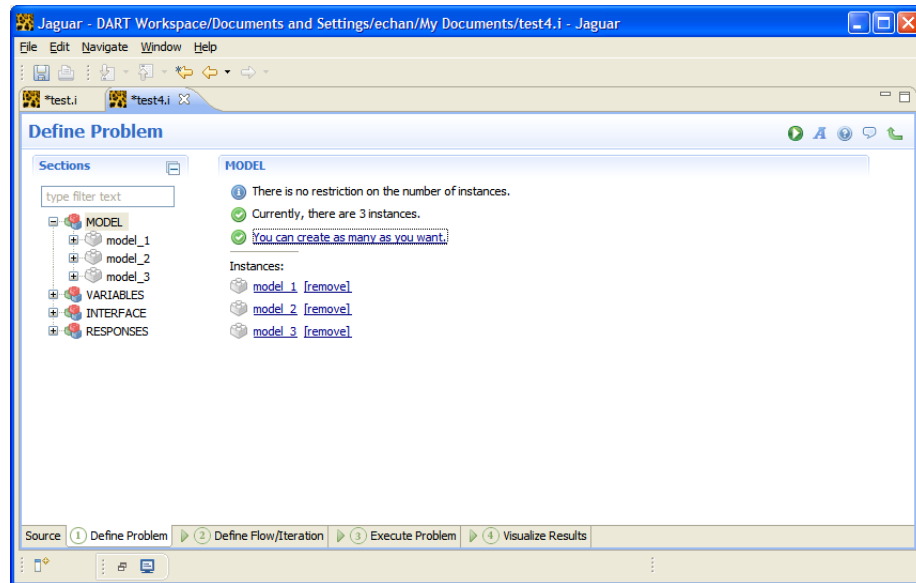 Jaguar - DART Workspace/Documents and Settings/echan/My Documents/test4.i - Jaguar
File Edit Navigate Window Help
*test.i *test4.i
Define Problem
Sections
type filter text
MODEL
model_1
model_2
model_3
VARIABLES
INTERFACE
RESPONSES
MODEL
There is no restriction on the number of instances.
Currently, there are 3 instances.
You can create as many as you want.
Instances:
model_1 [remove]
model_2 [remove]
model_3 [remove]
Source 1 Define Problem 2 Define Flow/Iteration 3 Execute Problem 4 Visualize Results